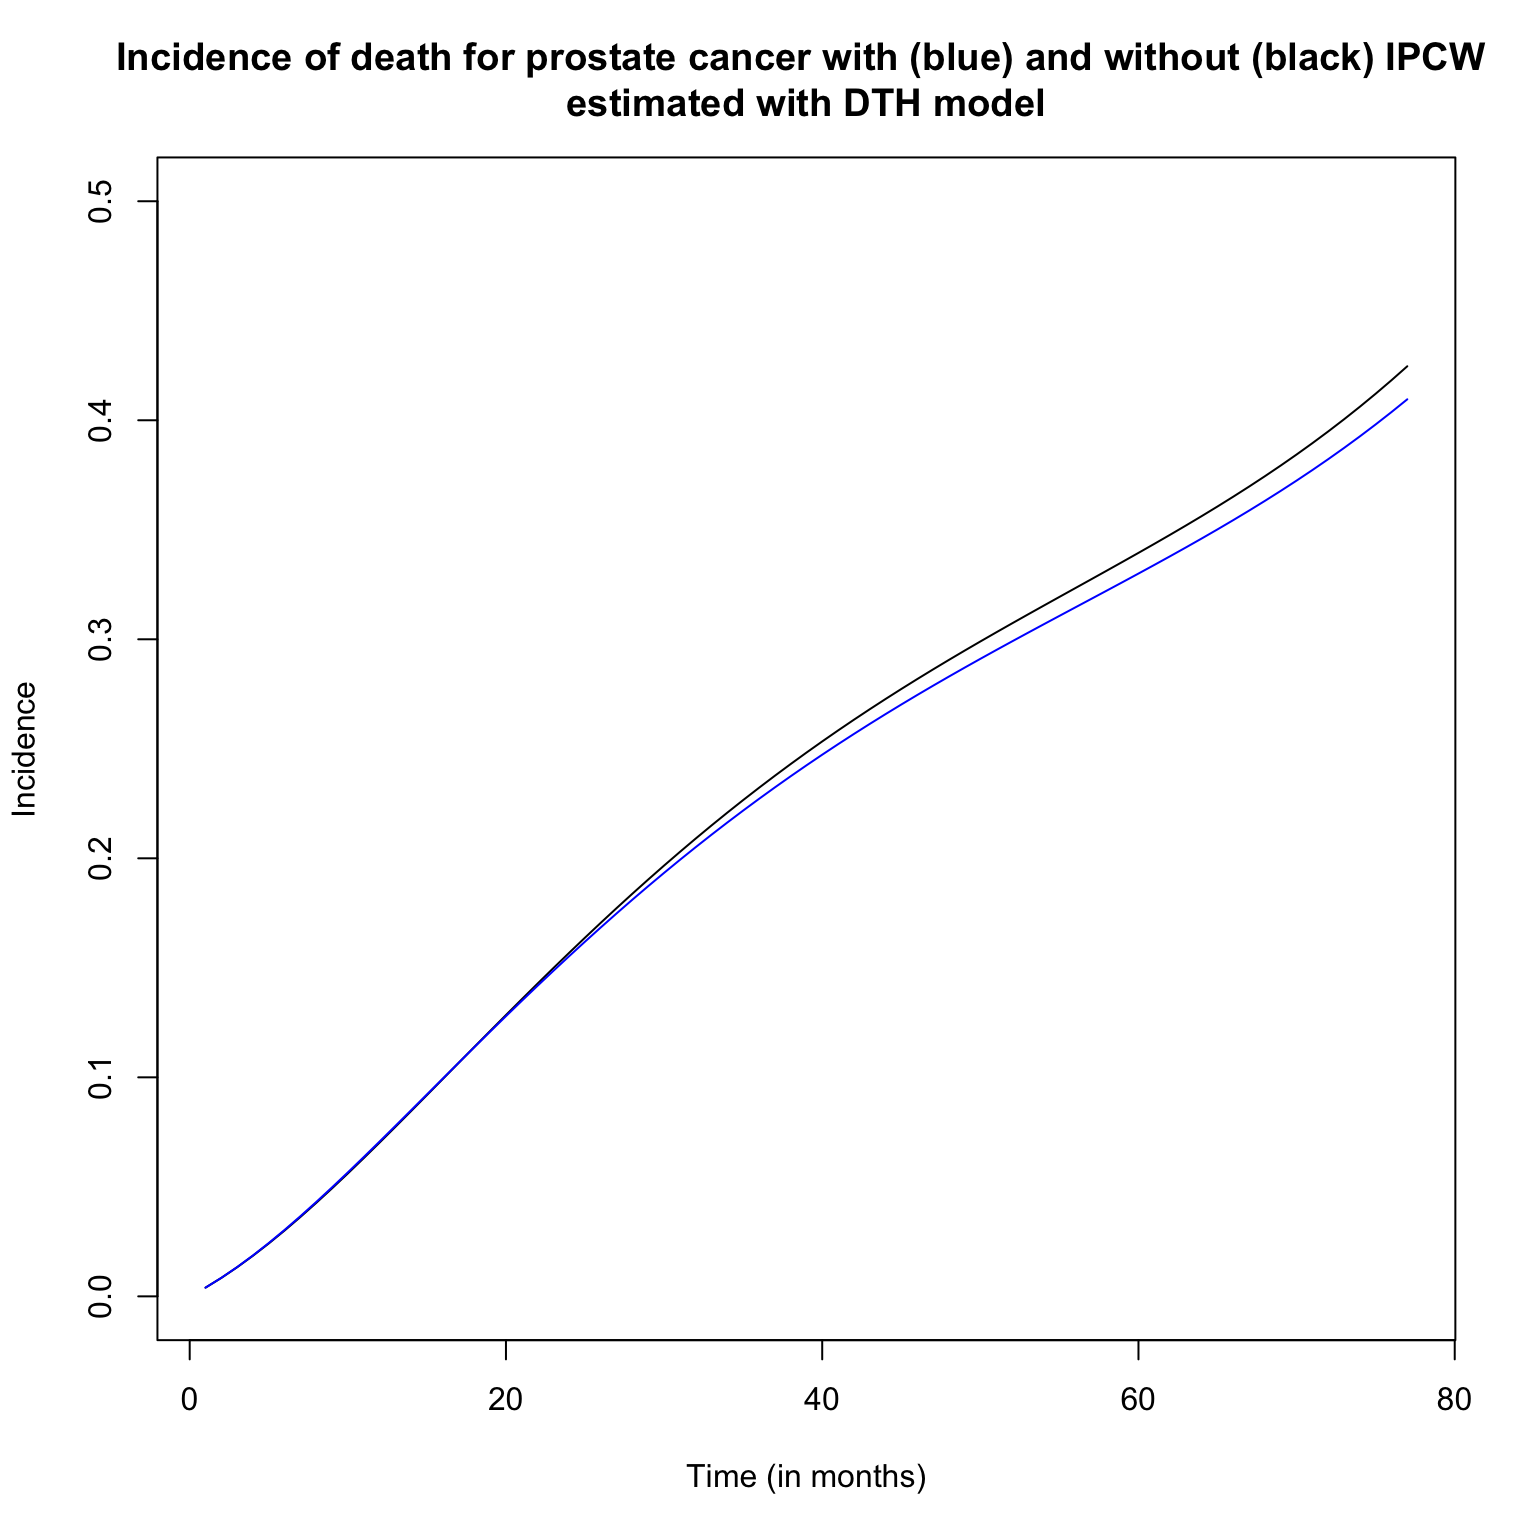 Incidence of death for prostate cancer with (blue) and without (black) IPCW
estimated with DTH model
0.5
0.4
0.3
0.2
0.1
0.0
Incidence
0 20 40 60 80
Time (in months)